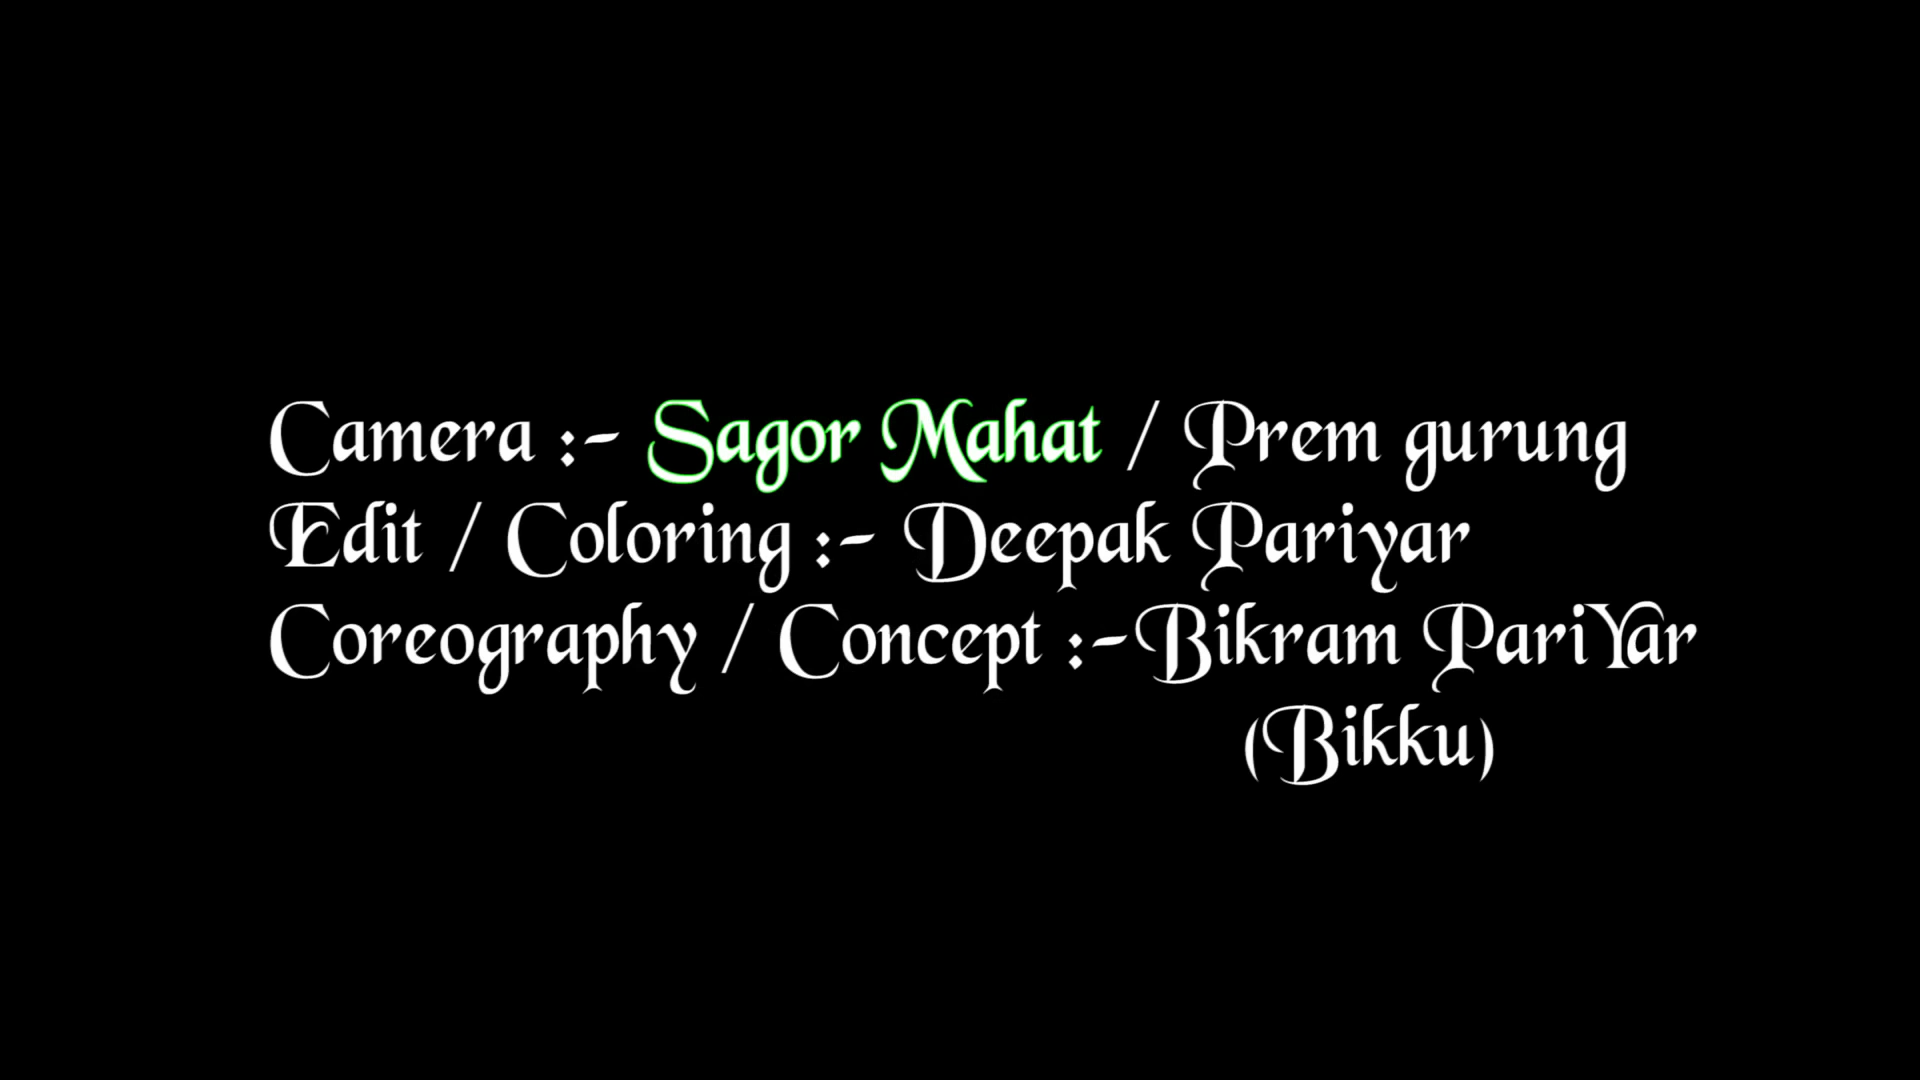 Camera :- Sagor Mahat / Prem gurung
Edit / Coloring :- Deepak Pariyar
Coreography / Concept :-Bikram PariYar
(Bikku)